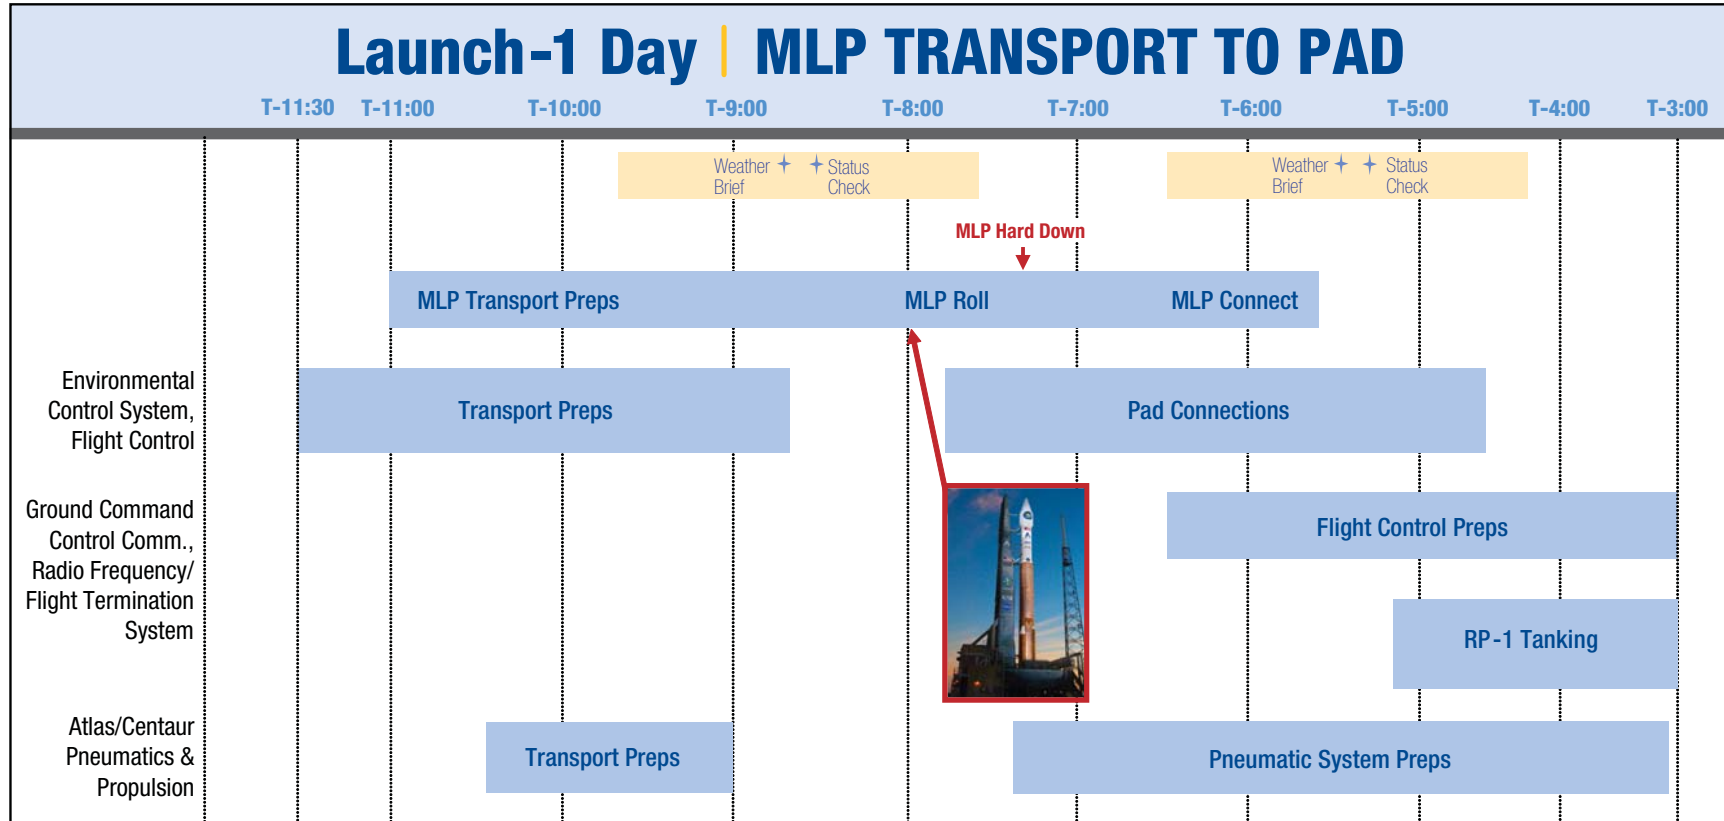 Launch-1 Day | MLP TRANSPORT TO PAD
T-11:30 T-11:00 T-10:00 T-9:00 T-8:00 T-7:00 T-6:00 T-5:00 T-4:00 T-3:00
Weather
Brief
Status
Check
Weather
Brief
Status
Check
MLP Hard Down
MLP Transport Preps
MLP Roll
MLP Connect
Environmental
Control System,
Flight Control
Transport Preps
Pad Connections
Ground Command
Control Comm.,
Radio Frequency/
Flight Termination
System
Flight Control Preps
RP-1 Tanking
Atlas/Centaur
Pneumatics &
Propulsion
Transport Preps
Pneumatic System Preps